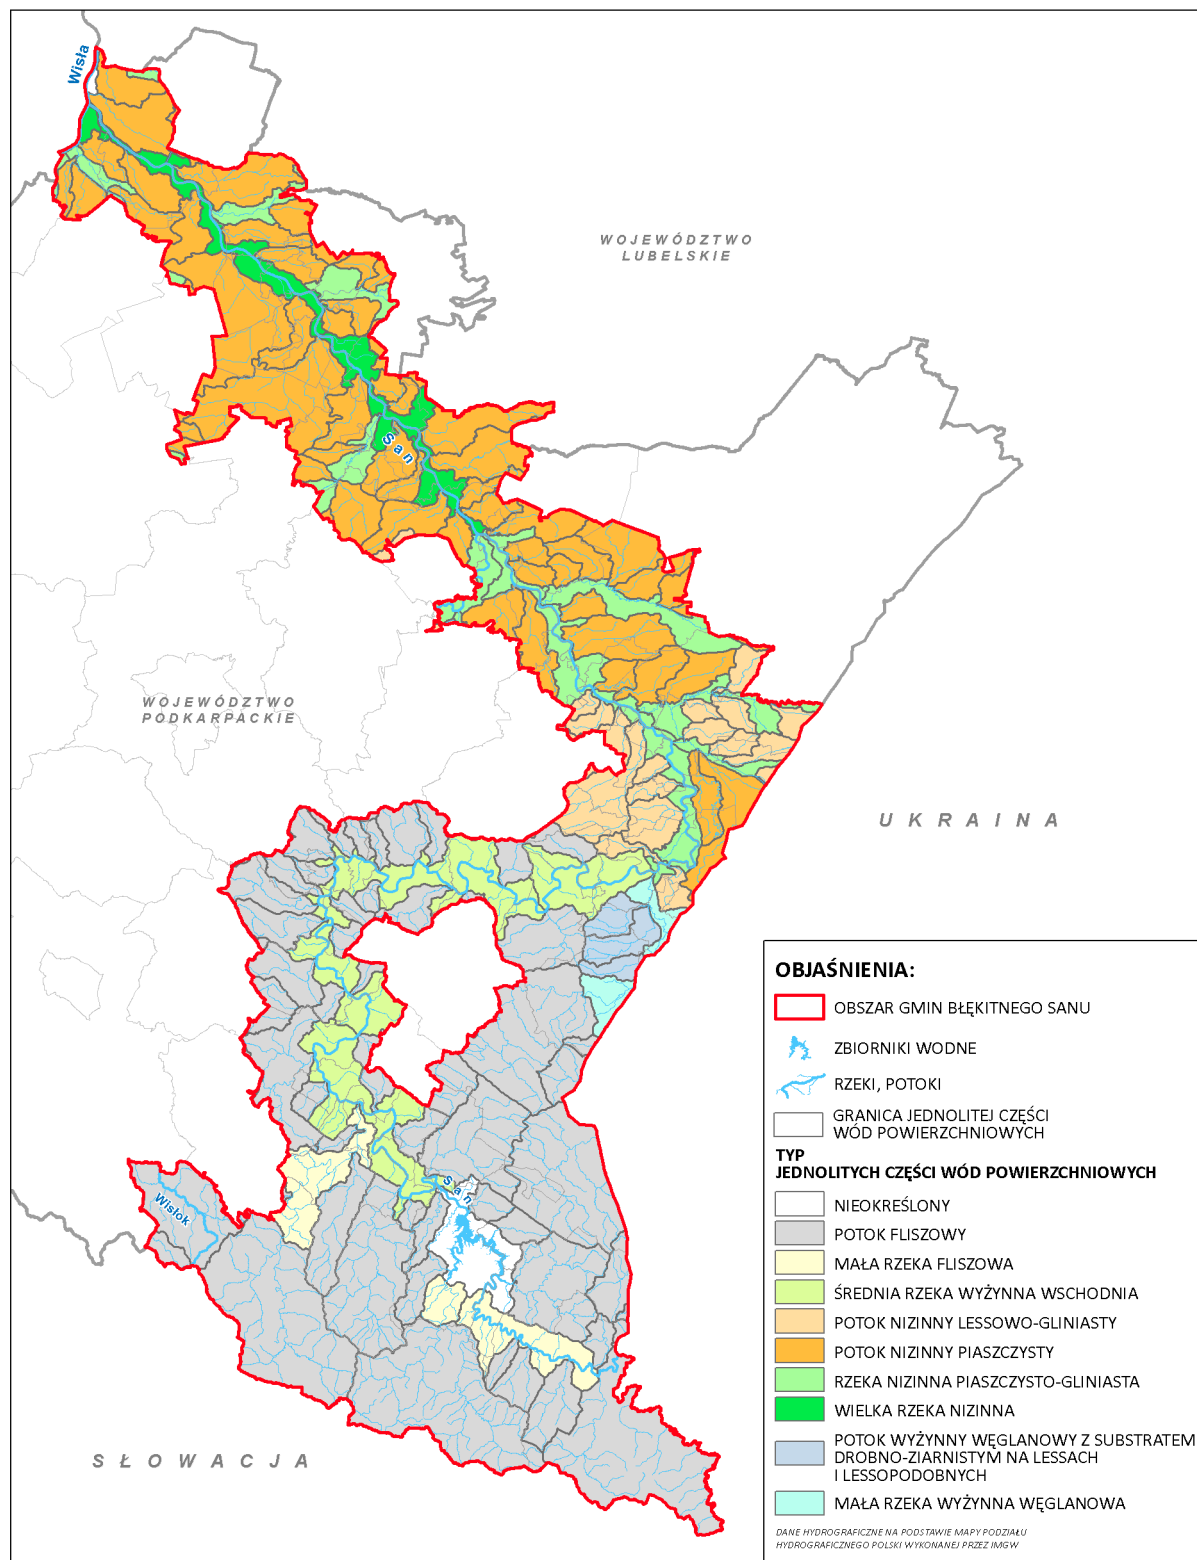 Wisła
WOJEWÓDZTWO
LUBELSKIE
San
WOJEWÓDZTWO
PODKARPACKIE
UKRAINA
San
Wisłok
SŁOWACJA
OBJAŚNIENIA:
OBSZAR GMIN BŁĘKITNEGO SANU
ZBIORNIKI WODNE
RZEKI, POTOKI
GRANICA JEDNOLITEJ CZĘŚCI
WÓD POWIERZCHNIOWYCH
TYP
JEDNOLITYCH CZĘŚCI WÓD POWIERZCHNIOWYCH
NIEOKREŚLONY
POTOK FLISZOWY
MAŁA RZEKA FLISZOWA
ŚREDNIA RZEKA WYŻYNNA WSCHODNIA
POTOK NIZINNY LESSOWO-GLINIASTY
POTOK NIZINNY PIASZCZYSTY
RZEKA NIZINNA PIASZCZYSTO-GLINIASTA
WIELKA RZEKA NIZINNA
POTOK WYŻYNNY WĘGLANOWY Z SUBSTRATEM
DROBNO-ZIARNISTYM NA LESSACH
I LESSOPODOBNYCH
MAŁA RZEKA WYŻYNNA WĘGLANOWA
DANE HYDROGRAFICZNE NA PODSTAWIE MAPY PODZIAŁU
HYDROGRAFICZNEGO POLSKI WYKONANEJ PRZEZ IMGW